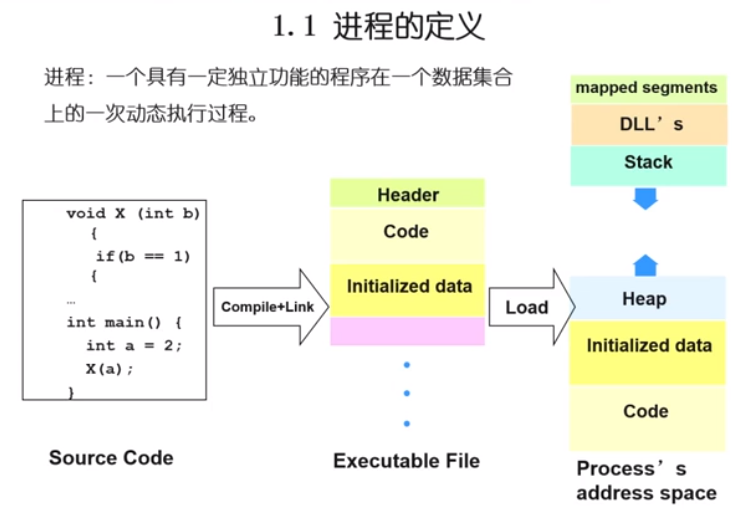 1.1 进程的定义
进程：一个具有一定独立功能的程序在一个数据集合
上的一次动态执行过程。
void X (int b)
{
if(b == 1)
{
…
int main() {
int a = 2;
X(a);
}
Source Code
Compile+Link
Header
Code
Initialized data
Executable File
Load
mapped segments
DLL’s
Stack
Heap
Initialized data
Code
Process’s
address space